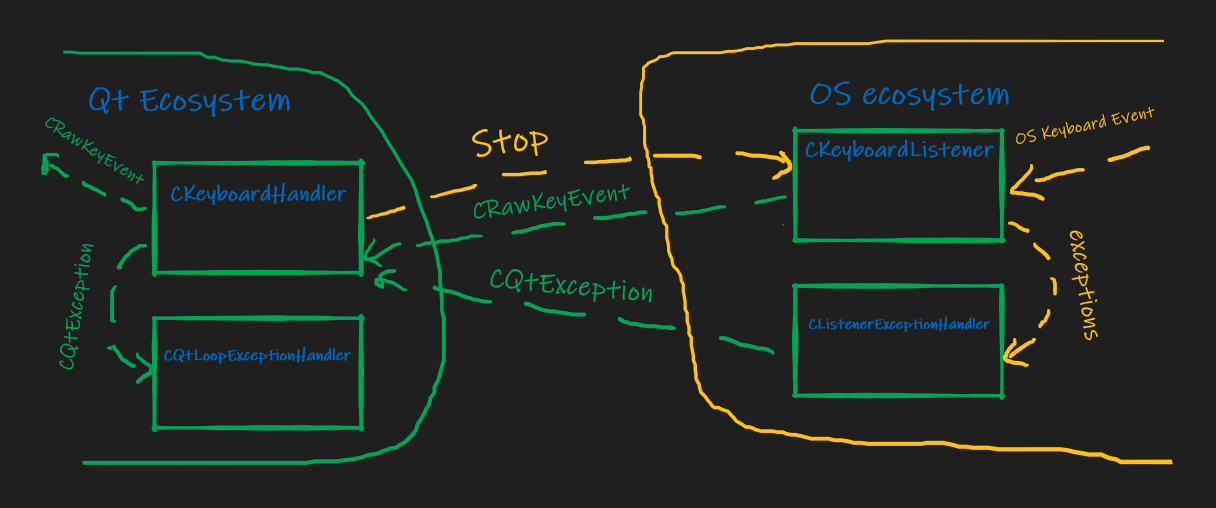 Qt Ecosystem
OS ecosystem
CRawKeyEvent
Stop
OS Keyboard Event
CKeyboardListener
CKeyboardHandler
CRawKeyEvent
CQtException
CQtException
exceptions
CListenerExceptionHandler
CQtLoopExceptionHandler